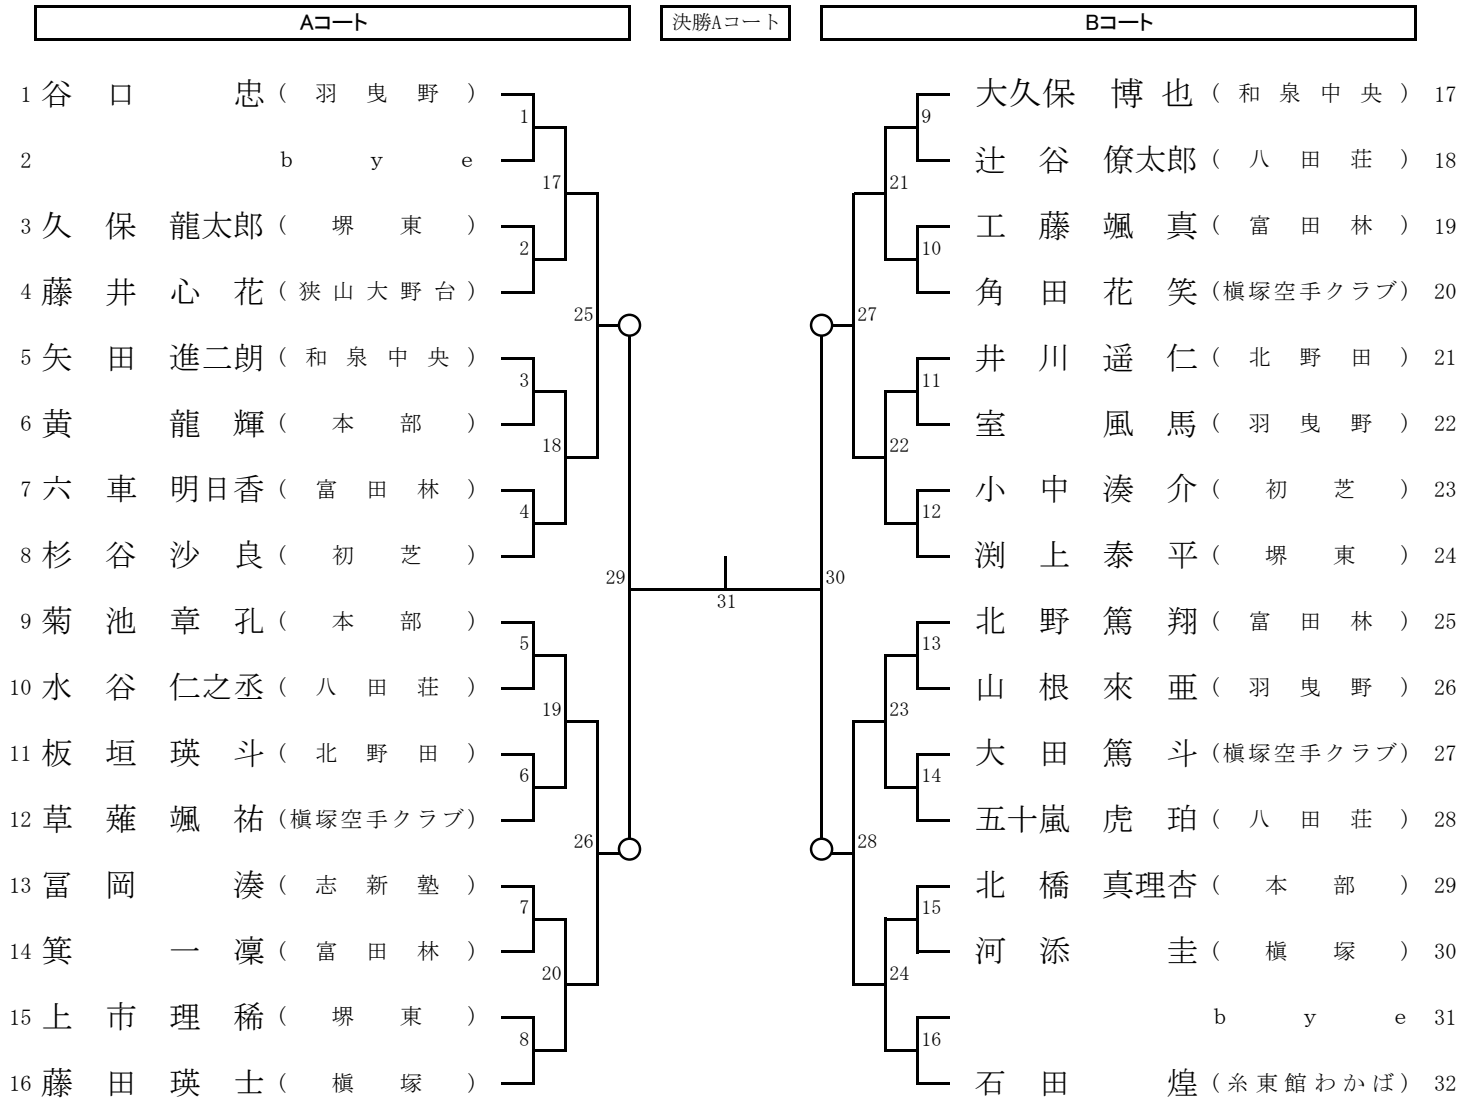 Aコート
決勝Aコート
Bコート
1 谷口 忠 (羽曳野)
2 bye
3 久保 龍太郎 (堺東)
4 藤井 心花 (狭山大野台)
5 矢田 進二朗 (和泉中央)
6 黄 龍輝 (本部)
7 六車 明日香 (富田林)
8 杉谷 沙良 (初芝)
9 菊池 章孔 (本部)
10 水谷 仁之丞 (八田荘)
11 板垣 瑛斗 (北野田)
12 草薙 颯祐 (槇塚空手クラブ)
13 冨岡 湊 (志新塾)
14 箕 一凜 (富田林)
15 上市 理稀 (堺東)
16 藤田 瑛士 (槇塚)
1
2
3
4
5
6
7
8
17
18
19
20
25
26
29
31
30
27
28
21
22
23
24
9
10
11
12
13
14
15
16
大久保 博也 (和泉中央) 17
辻谷 僚太郎 (八田荘) 18
工藤 颯真 (富田林) 19
角田 花笑 (槇塚空手クラブ) 20
井川 遥仁 (北野田) 21
室 風馬 (羽曳野) 22
小中 湊介 (初芝) 23
渕上 泰平 (堺東) 24
北野 篤翔 (富田林) 25
山根 來亜 (羽曳野) 26
大田 篤斗 (槇塚空手クラブ) 27
五十嵐 虎珀 (八田荘) 28
北橋 真理杏 (本部) 29
河添 圭 (槇塚) 30
bye 31
石田 煌 (糸東館わかば) 32